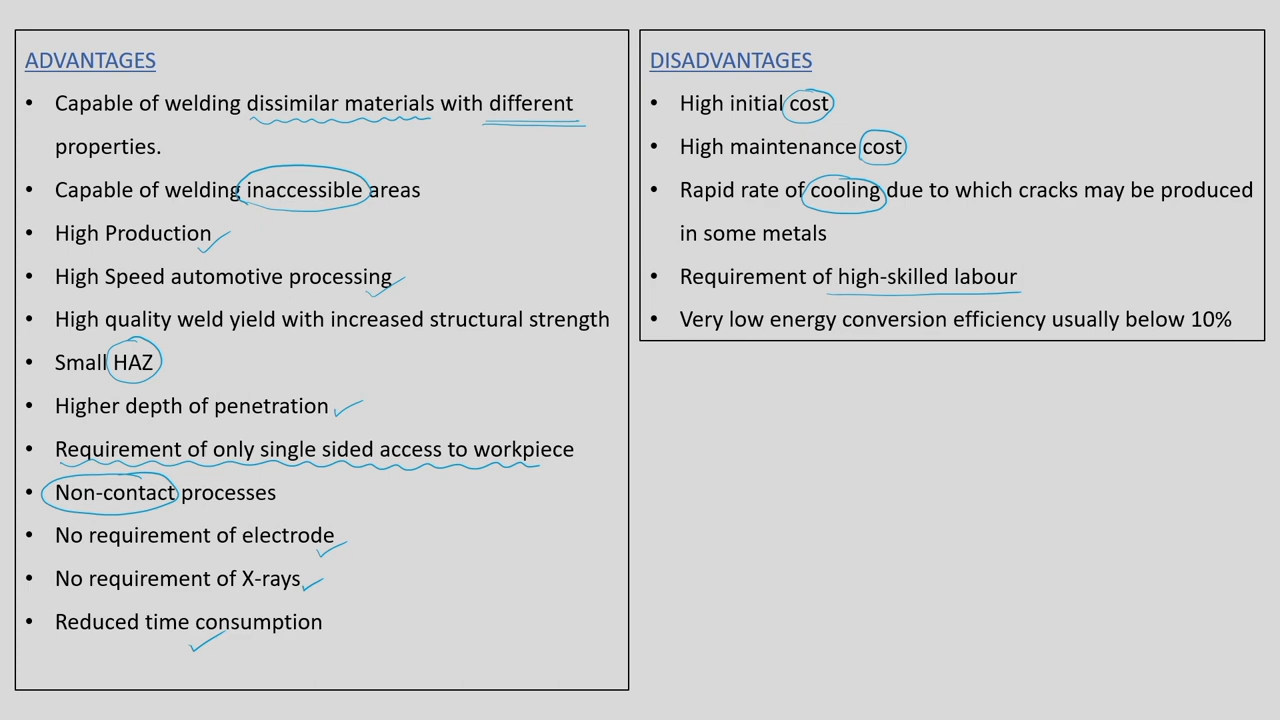 ADVANTAGES
• Capable of welding dissimilar materials with different
properties.
• Capable of welding inaccessible areas
• High Production
• High Speed automotive processing
• High quality weld yield with increased structural strength
• Small HAZ
• Higher depth of penetration
• Requirement of only single sided access to workpiece
• Non-contact processes
• No requirement of electrode
• No requirement of X-rays
• Reduced time consumption
DISADVANTAGES
• High initial cost
• High maintenance cost
• Rapid rate of cooling due to which cracks may be produced
in some metals
• Requirement of high-skilled labour
• Very low energy conversion efficiency usually below 10%